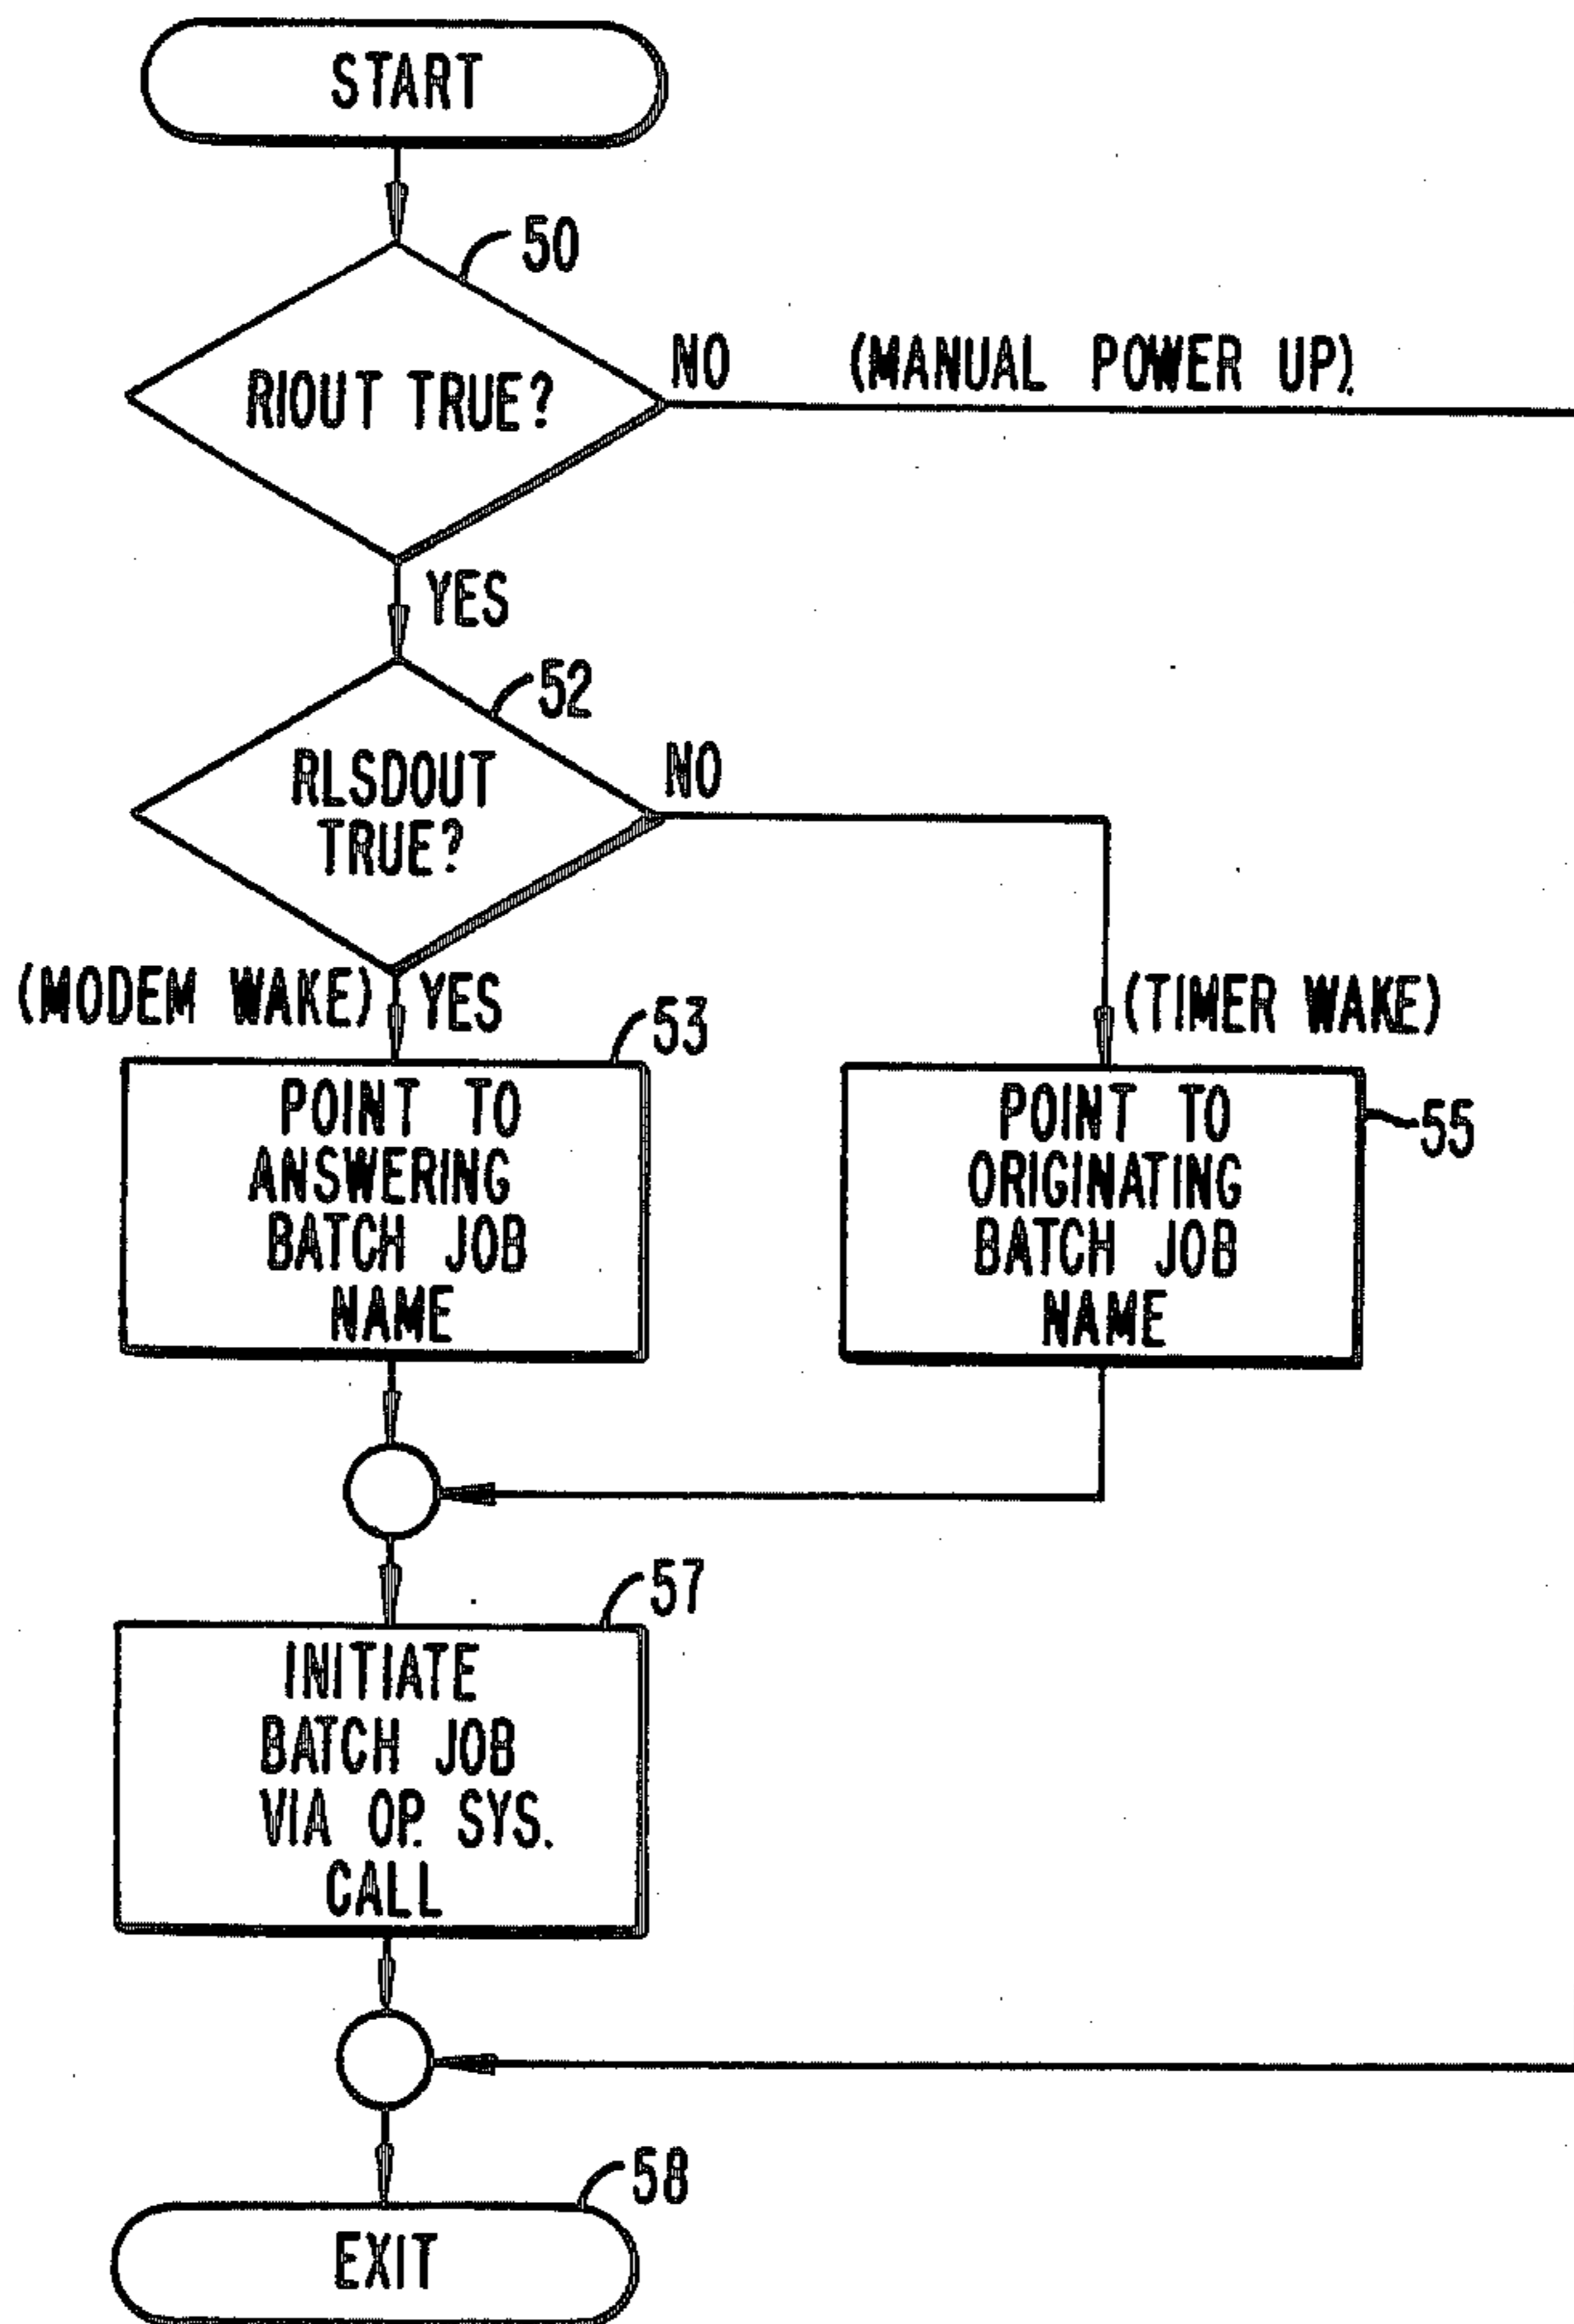 START
50
RIOUT TRUE?
NO (MANUAL POWER UP)
YES
52
RLSDOUT
TRUE?
NO
(MODEM WAKE) YES
(TIMER WAKE)
53
POINT TO
ANSWERING
BATCH JOB
NAME
55
POINT TO
ORIGINATING
BATCH JOB
NAME
57
INITIATE
BATCH JOB
VIA OP. SYS.
CALL
58
EXIT